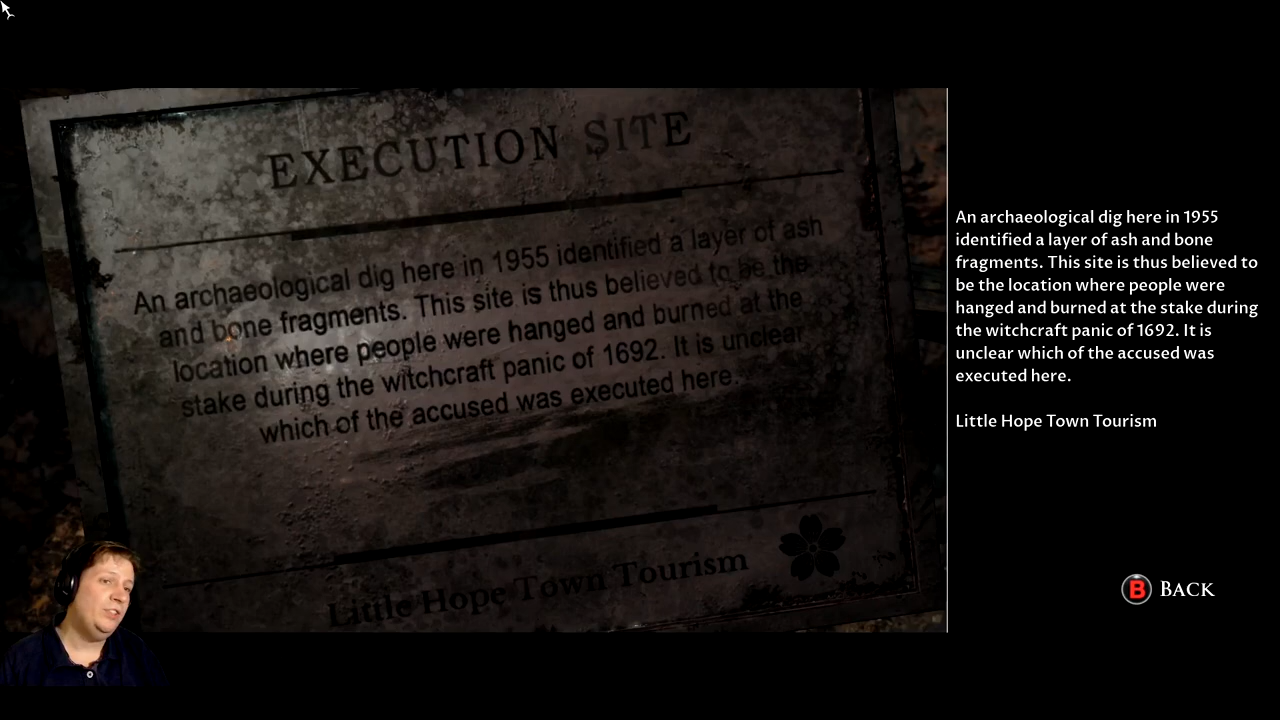 EXECUTION SITE
An archaeological dig here in 1955 identified a layer of ash
and bone fragments. This site is thus believed to be the
location where people were hanged and burned at the
stake during the witchcraft panic of 1692. It is unclear
which of the accused was executed here.
Little Hope Town Tourism
An archaeological dig here in 1955
identified a layer of ash and bone
fragments. This site is thus believed to
be the location where people were
hanged and burned at the stake during
the witchcraft panic of 1692. It is
unclear which of the accused was
executed here.
Little Hope Town Tourism
B BACK